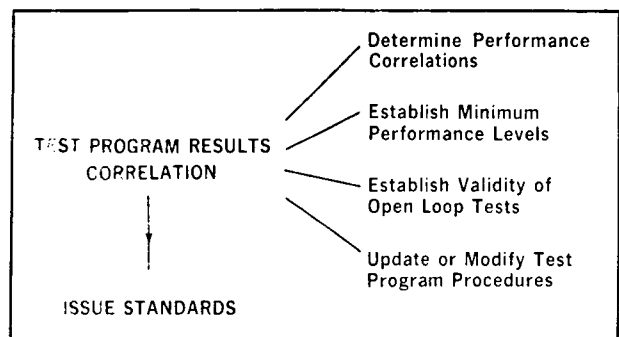 Determine Performance
Correlations
Establish Minimum
Performance Levels
TEST PROGRAM RESULTS
CORRELATION
Establish Validity of
Open Loop Tests
Update or Modify Test
Program Procedures
ISSUE STANDARDS